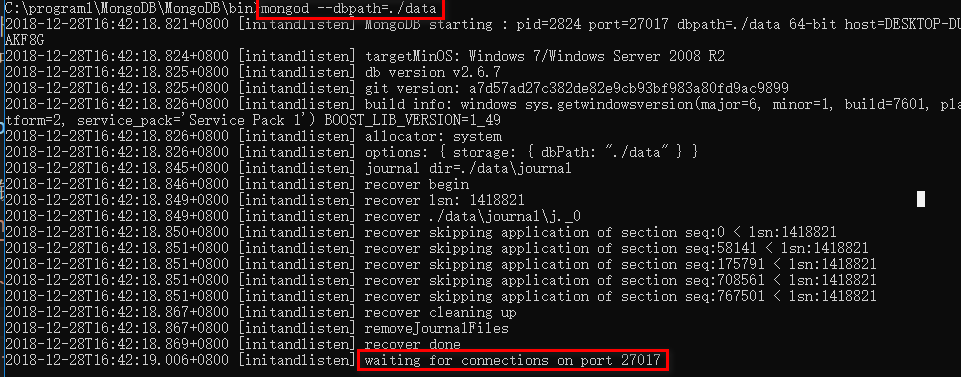 C:\program1\MongoDB\MongoDB\bin>mongod --dbpath=./data
2018-12-28T16:42:18.821+0800 [initandlisten] MongoDB starting : pid=2824 port=27017 dbpath=./data 64-bit host=DESKTOP-DU
AKF8G
2018-12-28T16:42:18.824+0800 [initandlisten] targetMinOS: Windows 7/Windows Server 2008 R2
2018-12-28T16:42:18.825+0800 [initandlisten] db version v2.6.7
2018-12-28T16:42:18.825+0800 [initandlisten] git version: a7d57ad27c382de82e9cb93bf983a80fd9ac9899
2018-12-28T16:42:18.826+0800 [initandlisten] build info: windows sys.getwindowsversion(major=6, minor=1, build=7601, pla
tform=2, service_pack='Service Pack 1') BOOST_LIB_VERSION=1_49
2018-12-28T16:42:18.826+0800 [initandlisten] allocator: system
2018-12-28T16:42:18.826+0800 [initandlisten] options: { storage: { dbPath: "./data" } }
2018-12-28T16:42:18.845+0800 [initandlisten] journal dir=./data\journal
2018-12-28T16:42:18.846+0800 [initandlisten] recover begin
2018-12-28T16:42:18.849+0800 [initandlisten] recover lsn: 1418821
2018-12-28T16:42:18.849+0800 [initandlisten] recover ./data\journal\j._0
2018-12-28T16:42:18.850+0800 [initandlisten] recover skipping application of section seq:0 < lsn:1418821
2018-12-28T16:42:18.851+0800 [initandlisten] recover skipping application of section seq:58141 < lsn:1418821
2018-12-28T16:42:18.851+0800 [initandlisten] recover skipping application of section seq:175791 < lsn:1418821
2018-12-28T16:42:18.851+0800 [initandlisten] recover skipping application of section seq:708561 < lsn:1418821
2018-12-28T16:42:18.851+0800 [initandlisten] recover skipping application of section seq:767501 < lsn:1418821
2018-12-28T16:42:18.867+0800 [initandlisten] recover cleaning up
2018-12-28T16:42:18.867+0800 [initandlisten] removeJournalFiles
2018-12-28T16:42:18.869+0800 [initandlisten] recover done
2018-12-28T16:42:19.006+0800 [initandlisten] waiting for connections on port 27017